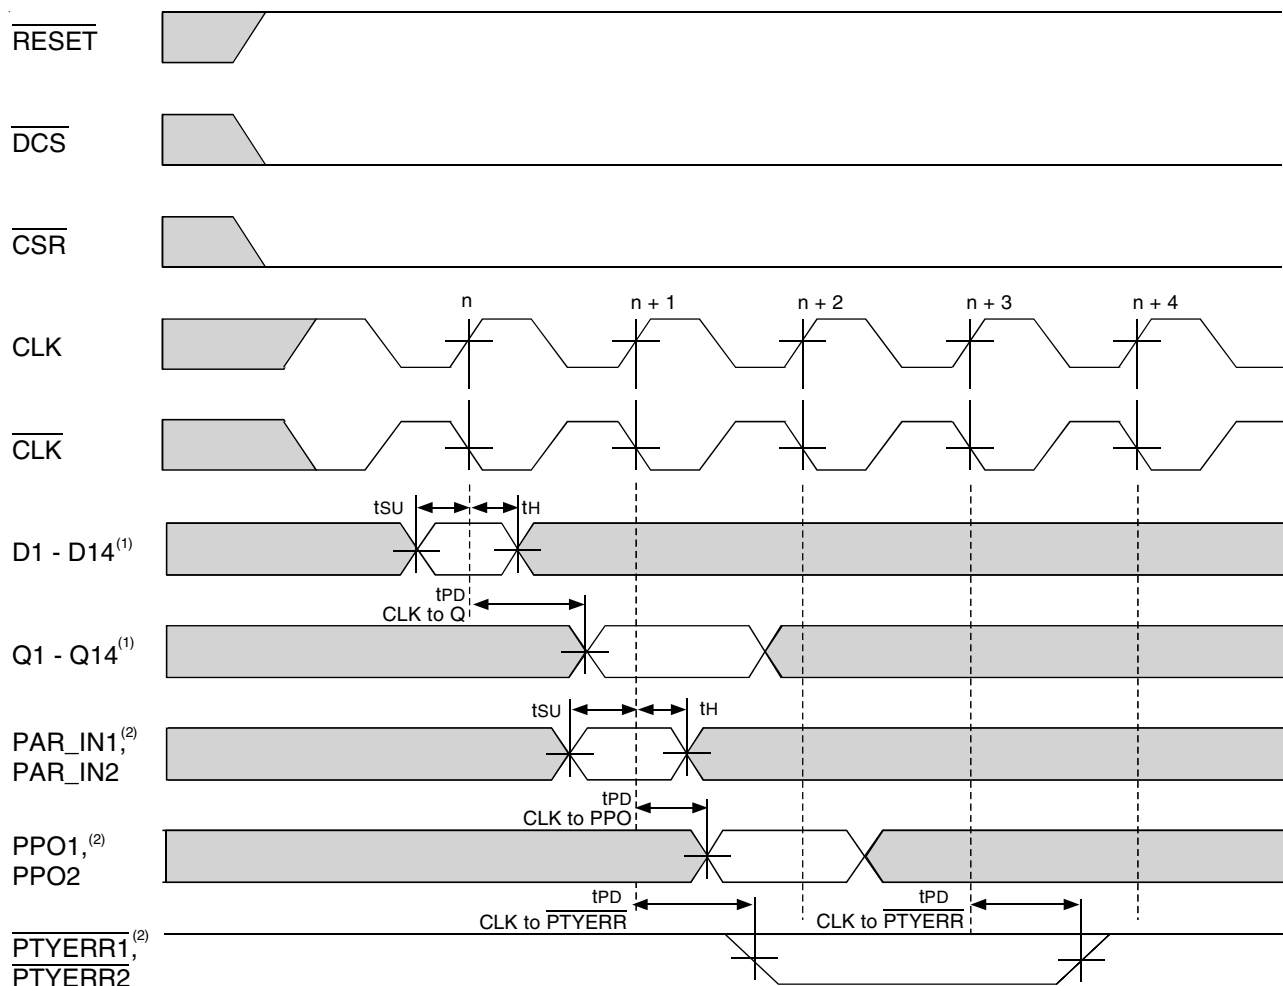 RESET
DCS
CSR
n
n + 1
n + 2
n + 3
n + 4
CLK
CLK
tSU
tH
D1 - D14(1)
tPD
CLK to Q
Q1 - Q14(1)
tSU
tH
PAR_IN1,(2)
PAR_IN2
tPD
CLK to PPO
PPO1,(2)
PPO2
tPD
CLK to PTYERR
tPD
CLK to PTYERR
PTYERR1,(2)
PTYERR2